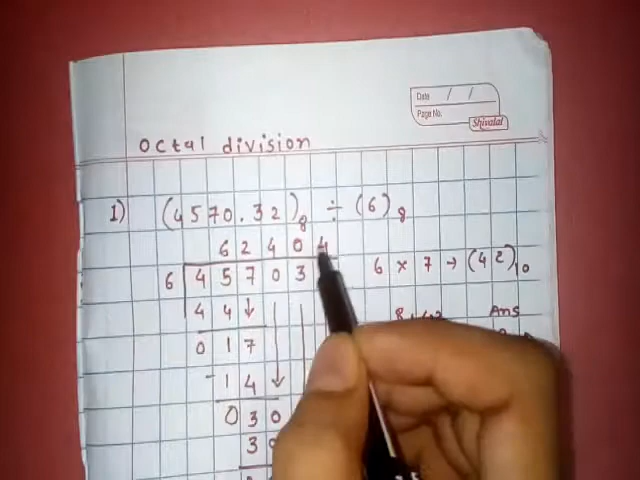 Date / /
Page No.
Shivalal
Octal division
1) (4570.32)8 ÷ (6)8
6 2 4 0 4
6 4 5 7 0 3 6 x 7 → (42)10
4 4 Ans
0 1 7
- 1 4
0 3 0
3